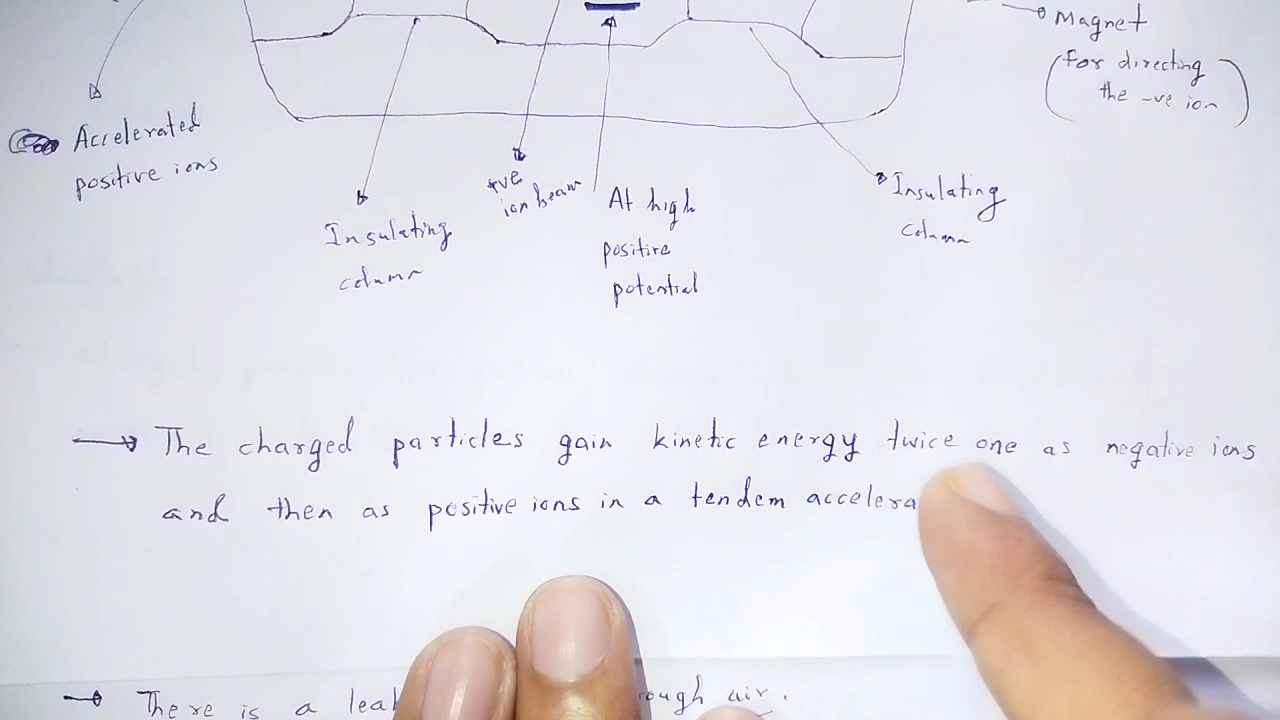 Magnet
(for directing
the -ve ion)
Accelerated
positive ions
Insulating
column
+ve
ion beam
At high
positive
potential
Insulating
column
The charged particles gain kinetic energy twice one as negative ions
and then as positive ions in a tendem accelera
There is a leak ough air.